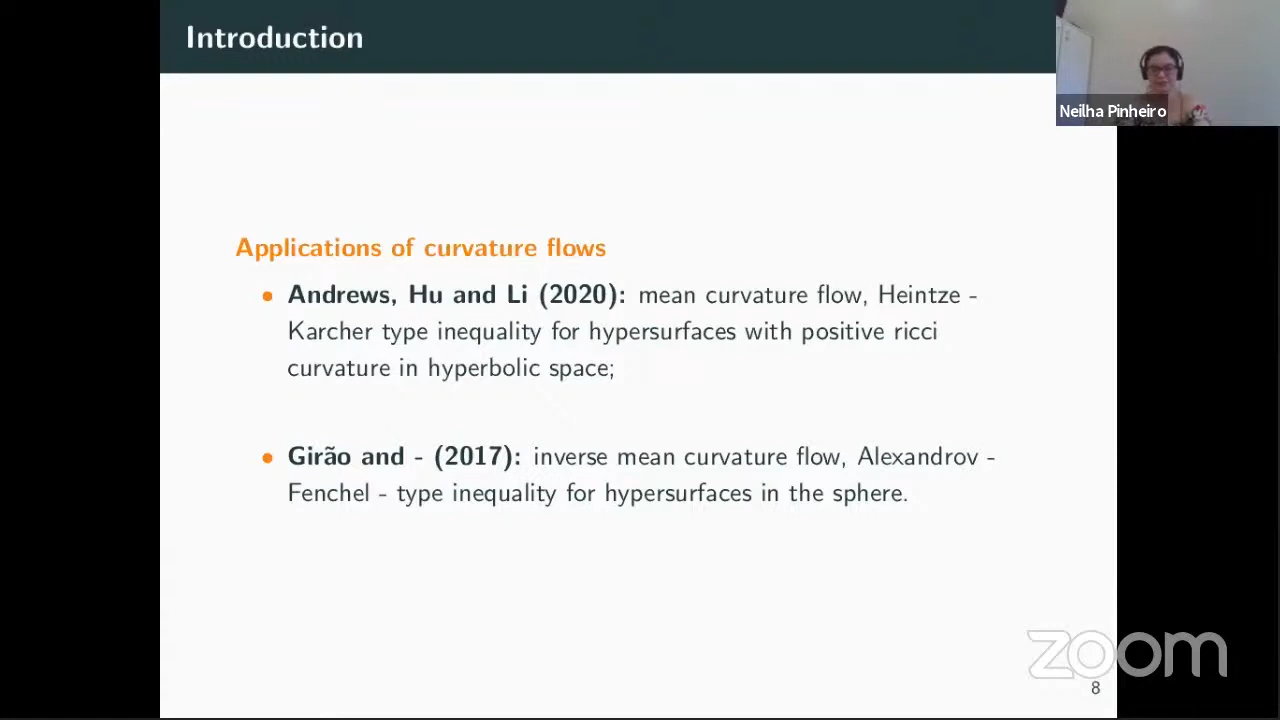 Introduction
Neilha Pinheiro
Applications of curvature flows
• Andrews, Hu and Li (2020): mean curvature flow, Heintze -
Karcher type inequality for hypersurfaces with positive ricci
curvature in hyperbolic space;
• Girão and - (2017): inverse mean curvature flow, Alexandrov -
Fenchel - type inequality for hypersurfaces in the sphere.
zoom
8